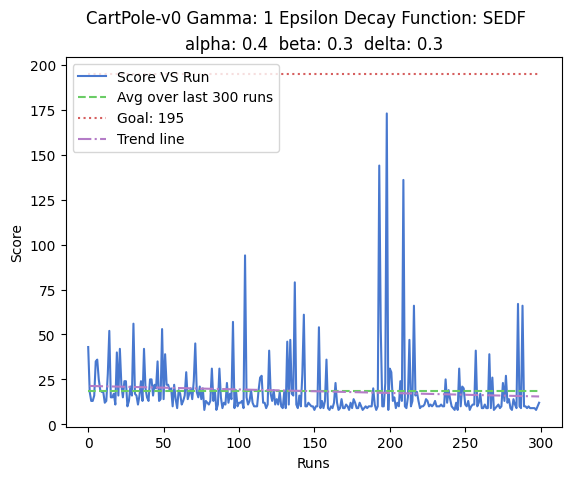 CartPole-v0 Gamma: 1 Epsilon Decay Function: SEDF
alpha: 0.4  beta: 0.3  delta: 0.3
Score VS Run
Avg over last 300 runs
Goal: 195
Trend line
200
175
150
125
100
75
50
25
0
Score
0 50 100 150 200 250 300
Runs